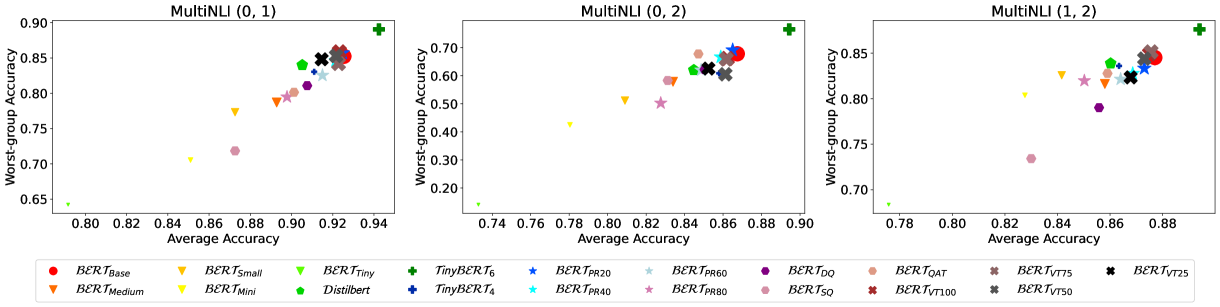 MultiNLI (0, 1)
MultiNLI (0, 2)
MultiNLI (1, 2)
Worst-group Accuracy
0.90
0.85
0.80
0.75
0.70
0.65
0.80
0.82
0.84
0.86
0.88
0.90
0.92
0.94
Average Accuracy
Worst-group Accuracy
0.70
0.60
0.50
0.40
0.30
0.20
0.74
0.76
0.78
0.80
0.82
0.84
0.86
0.88
Average Accuracy
Worst-group Accuracy
0.85
0.80
0.75
0.70
0.78
0.80
0.82
0.84
0.86
0.88
Average Accuracy
BERT_Base
BERT_Small
BERT_Tiny
TinyBERT_6
BERT_PR20
BERT_PR60
BERT_DQ
BERT_QAT
BERT_VT75
BERT_VT25
BERT_Medium
BERT_Mini
Distilbert
TinyBERT_4
BERT_PR40
BERT_PR80
BERT_SQ
BERT_VT100
BERT_VT50